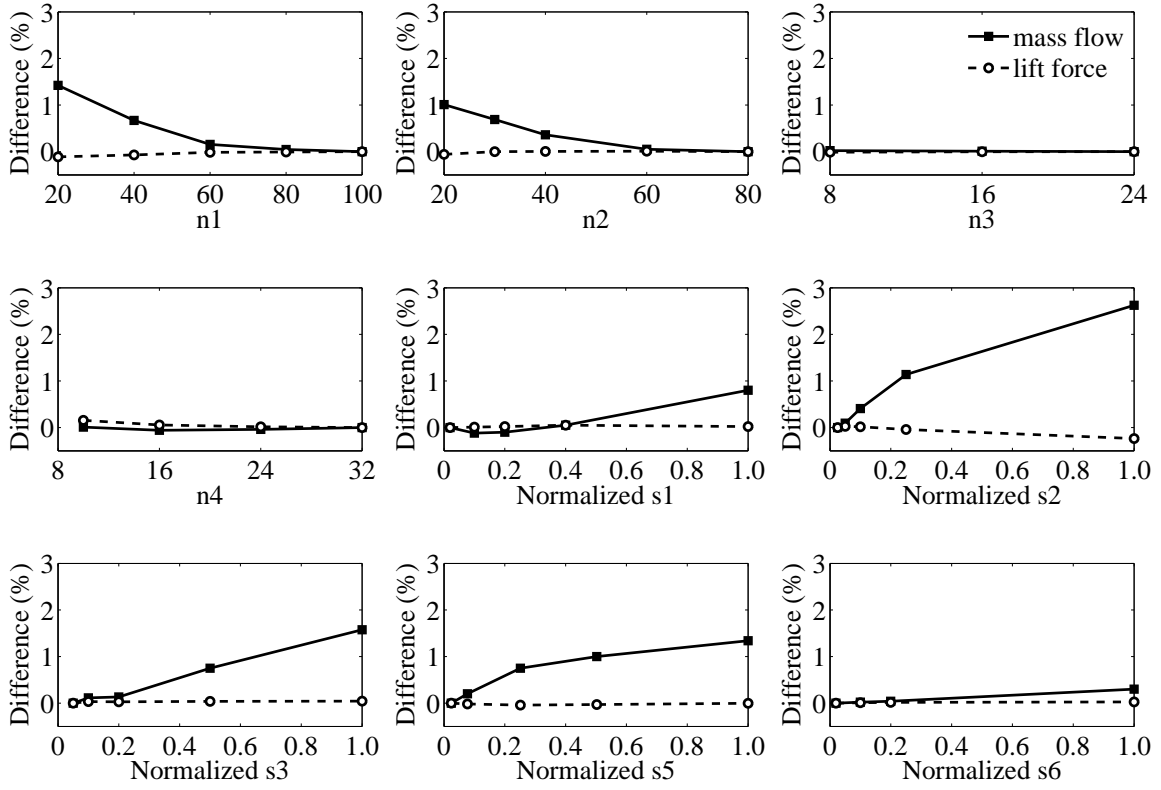 3
2
1
0
Difference (%)
20 40 60 80 100
n1
3
2
1
0
Difference (%)
20 40 60 80
n2
3
2
1
0
Difference (%)
mass flow
lift force
8 16 24
n3
3
2
1
0
Difference (%)
8 16 24 32
n4
3
2
1
0
Difference (%)
0 0.2 0.4 0.6 0.8 1.0
Normalized s1
3
2
1
0
Difference (%)
0 0.2 0.4 0.6 0.8 1.0
Normalized s2
3
2
1
0
Difference (%)
0 0.2 0.4 0.6 0.8 1.0
Normalized s3
3
2
1
0
Difference (%)
0 0.2 0.4 0.6 0.8 1.0
Normalized s5
3
2
1
0
Difference (%)
0 0.2 0.4 0.6 0.8 1.0
Normalized s6